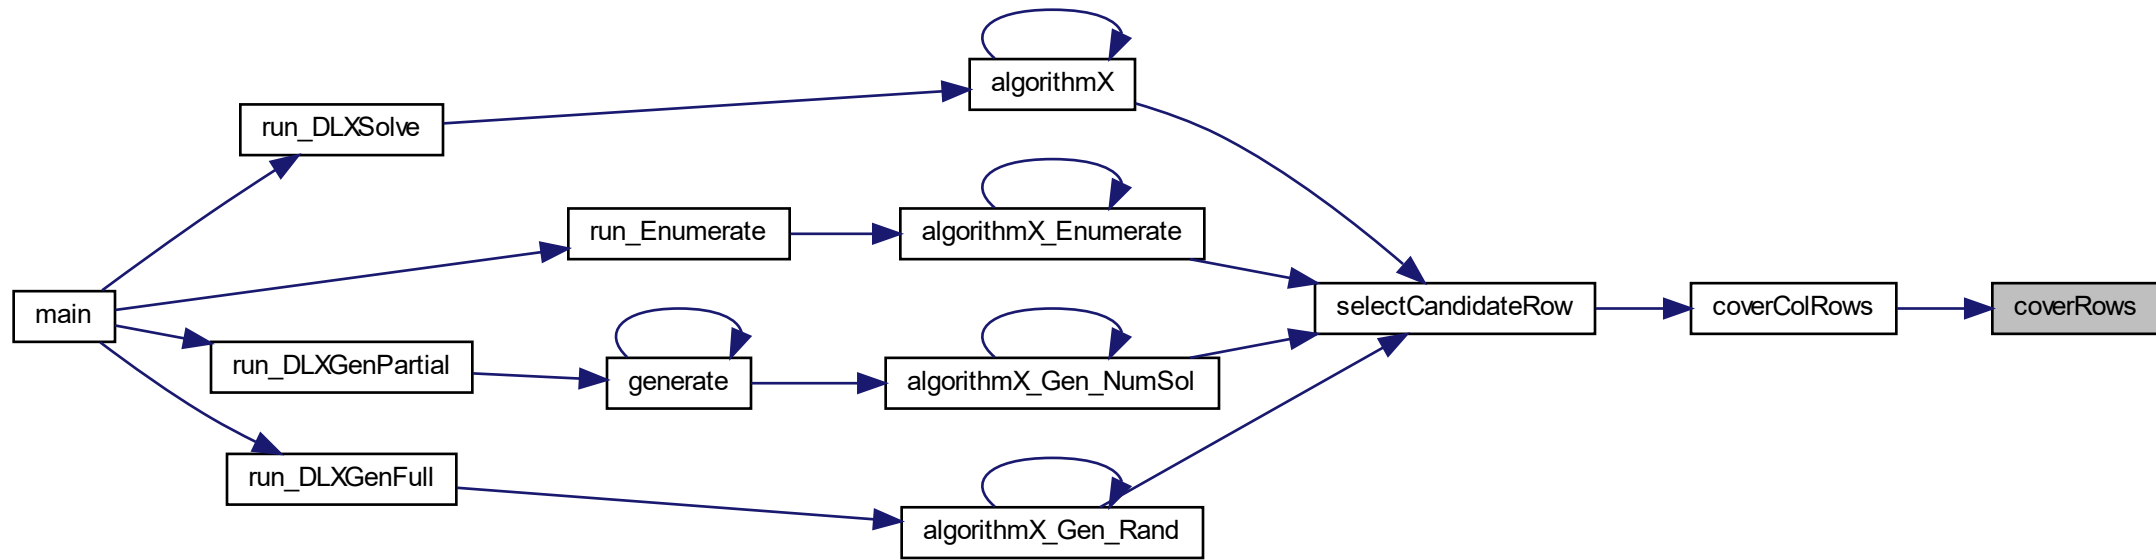 algorithmX
run_DLXSolve
run_Enumerate
algorithmX_Enumerate
main
selectCandidateRow
coverColRows
coverRows
run_DLXGenPartial
generate
algorithmX_Gen_NumSol
run_DLXGenFull
algorithmX_Gen_Rand